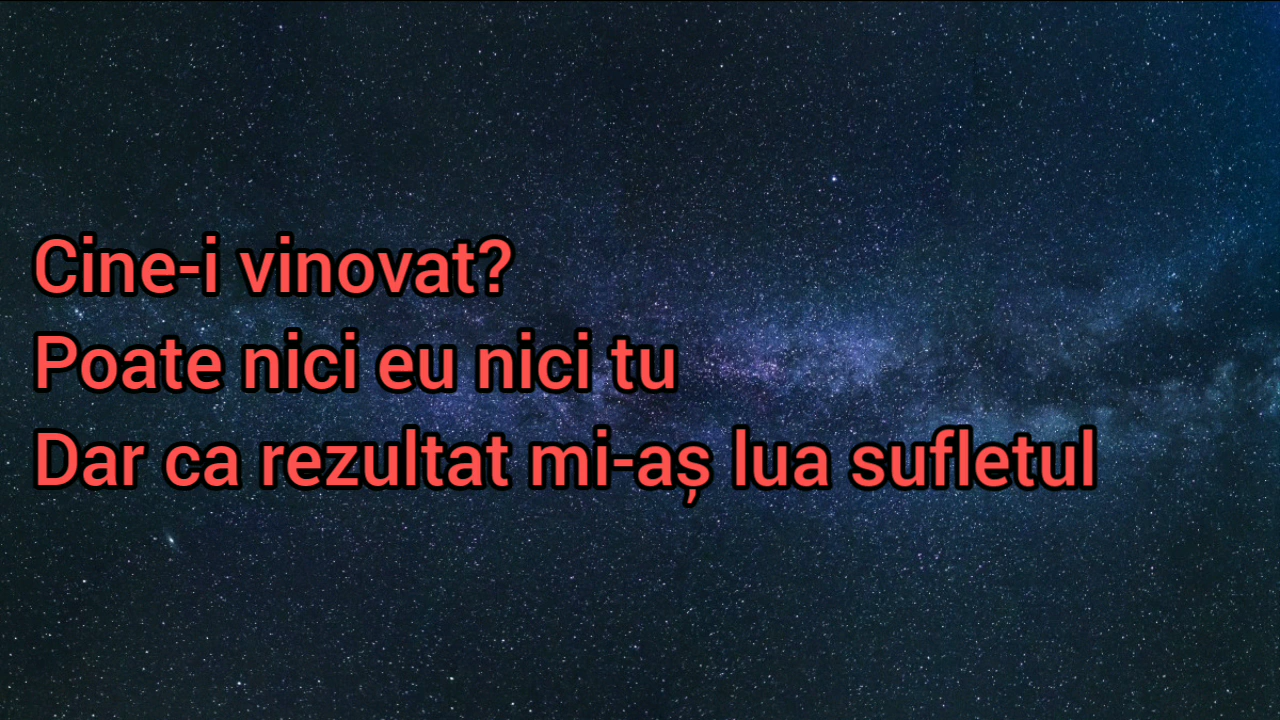 Cine-i vinovat?
Poate nici eu nici tu
Dar ca rezultat mi-aș lua sufletul